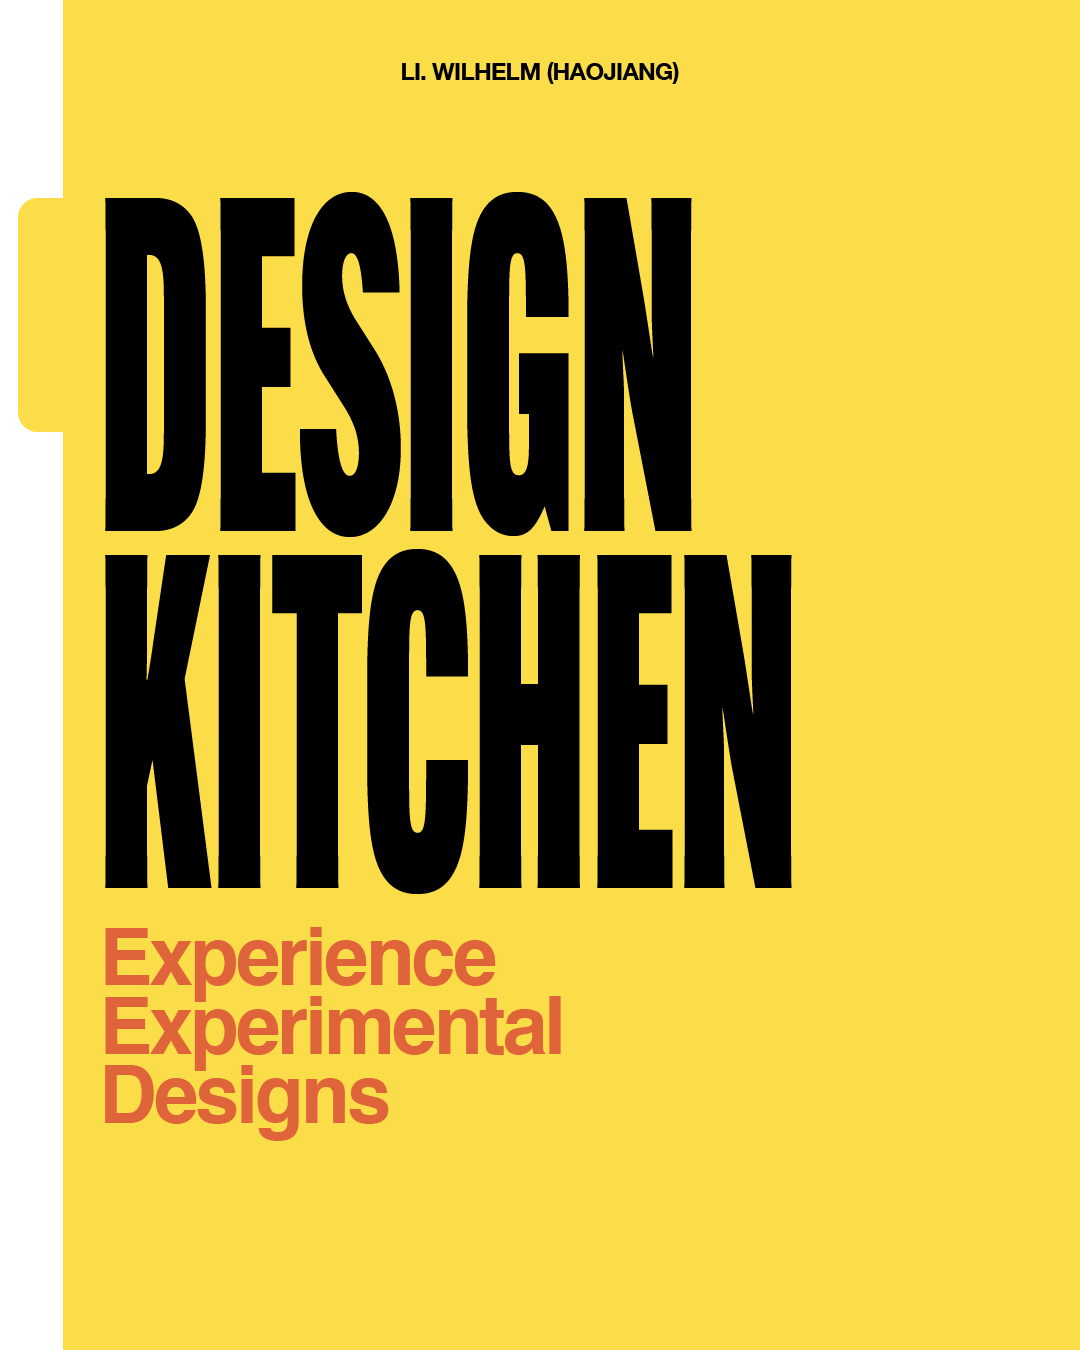 LI. WILHELM (HAOJIANG)
DESIGN
KITCHEN
Experience
Experimental
Designs